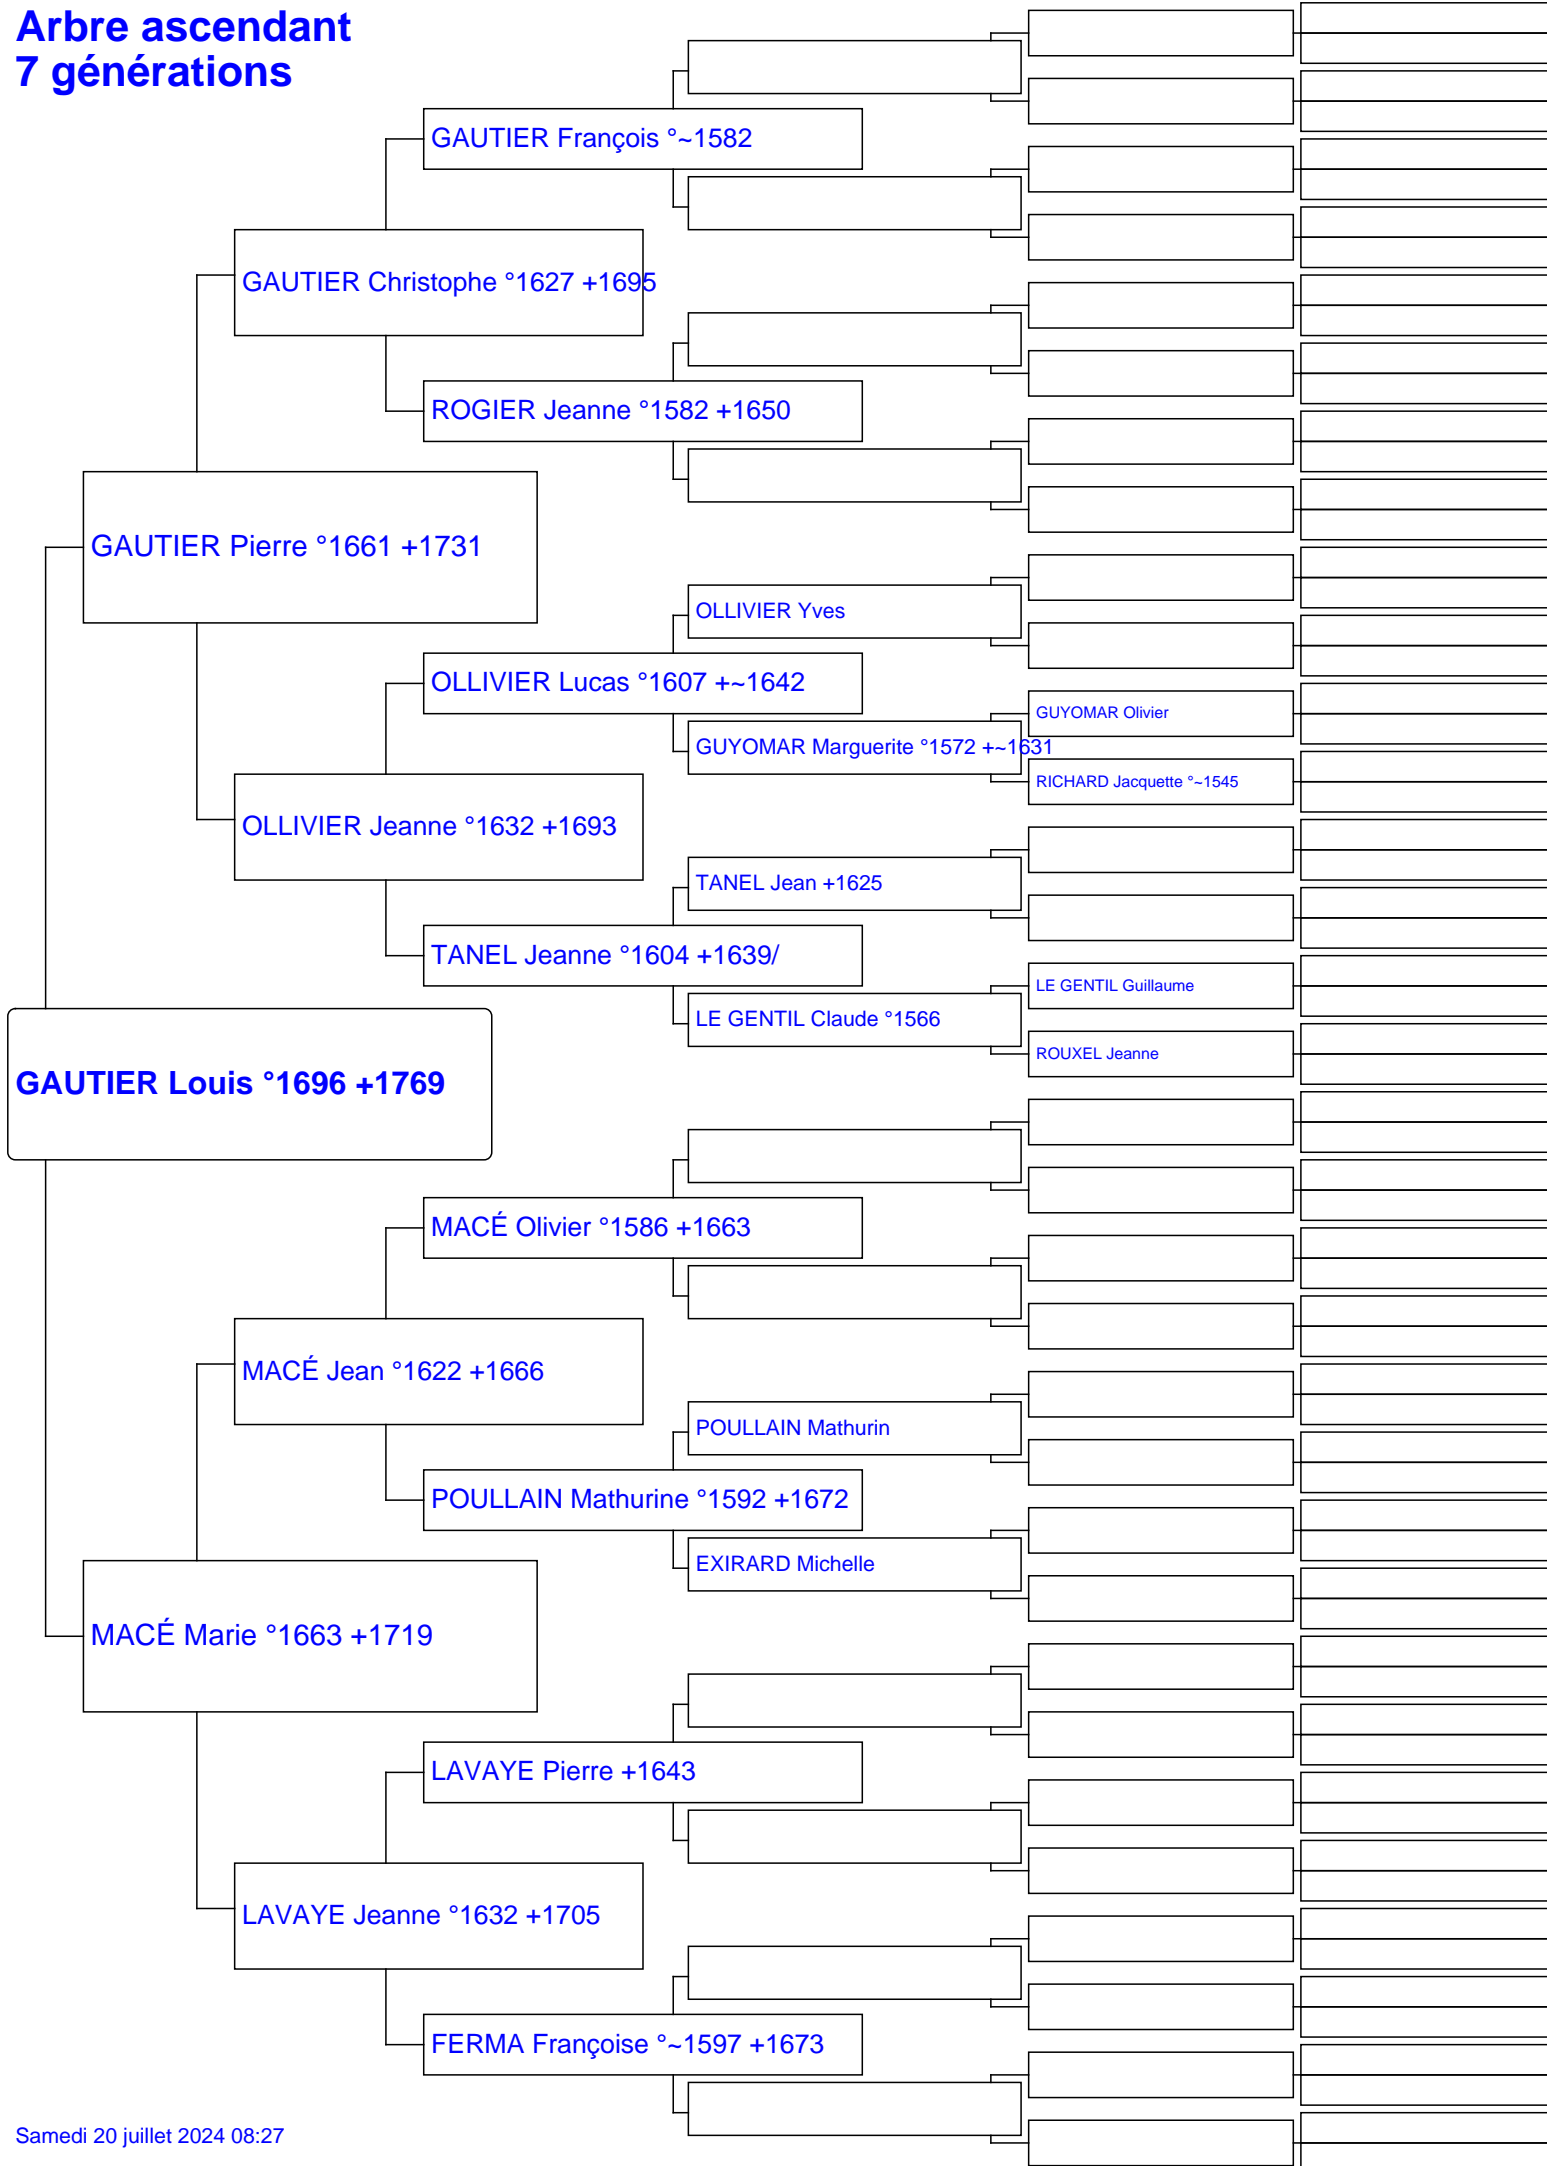 Arbre ascendant
7 générations
GAUTIER François °~1582
GAUTIER Christophe °1627 +1695
ROGIER Jeanne °1582 +1650
GAUTIER Pierre °1661 +1731
OLLIVIER Yves
OLLIVIER Lucas °1607 +~1642
GUYOMAR Olivier
GUYOMAR Marguerite °1572 +~1631
RICHARD Jacquette °~1545
OLLIVIER Jeanne °1632 +1693
TANEL Jean +1625
TANEL Jeanne °1604 +1639/
LE GENTIL Guillaume
LE GENTIL Claude °1566
ROUXEL Jeanne
GAUTIER Louis °1696 +1769
MACÉ Olivier °1586 +1663
MACÉ Jean °1622 +1666
POULLAIN Mathurin
POULLAIN Mathurine °1592 +1672
EXIRARD Michelle
MACÉ Marie °1663 +1719
LAVAYE Pierre +1643
LAVAYE Jeanne °1632 +1705
FERMA Françoise °~1597 +1673
Samedi 20 juillet 2024 08:27